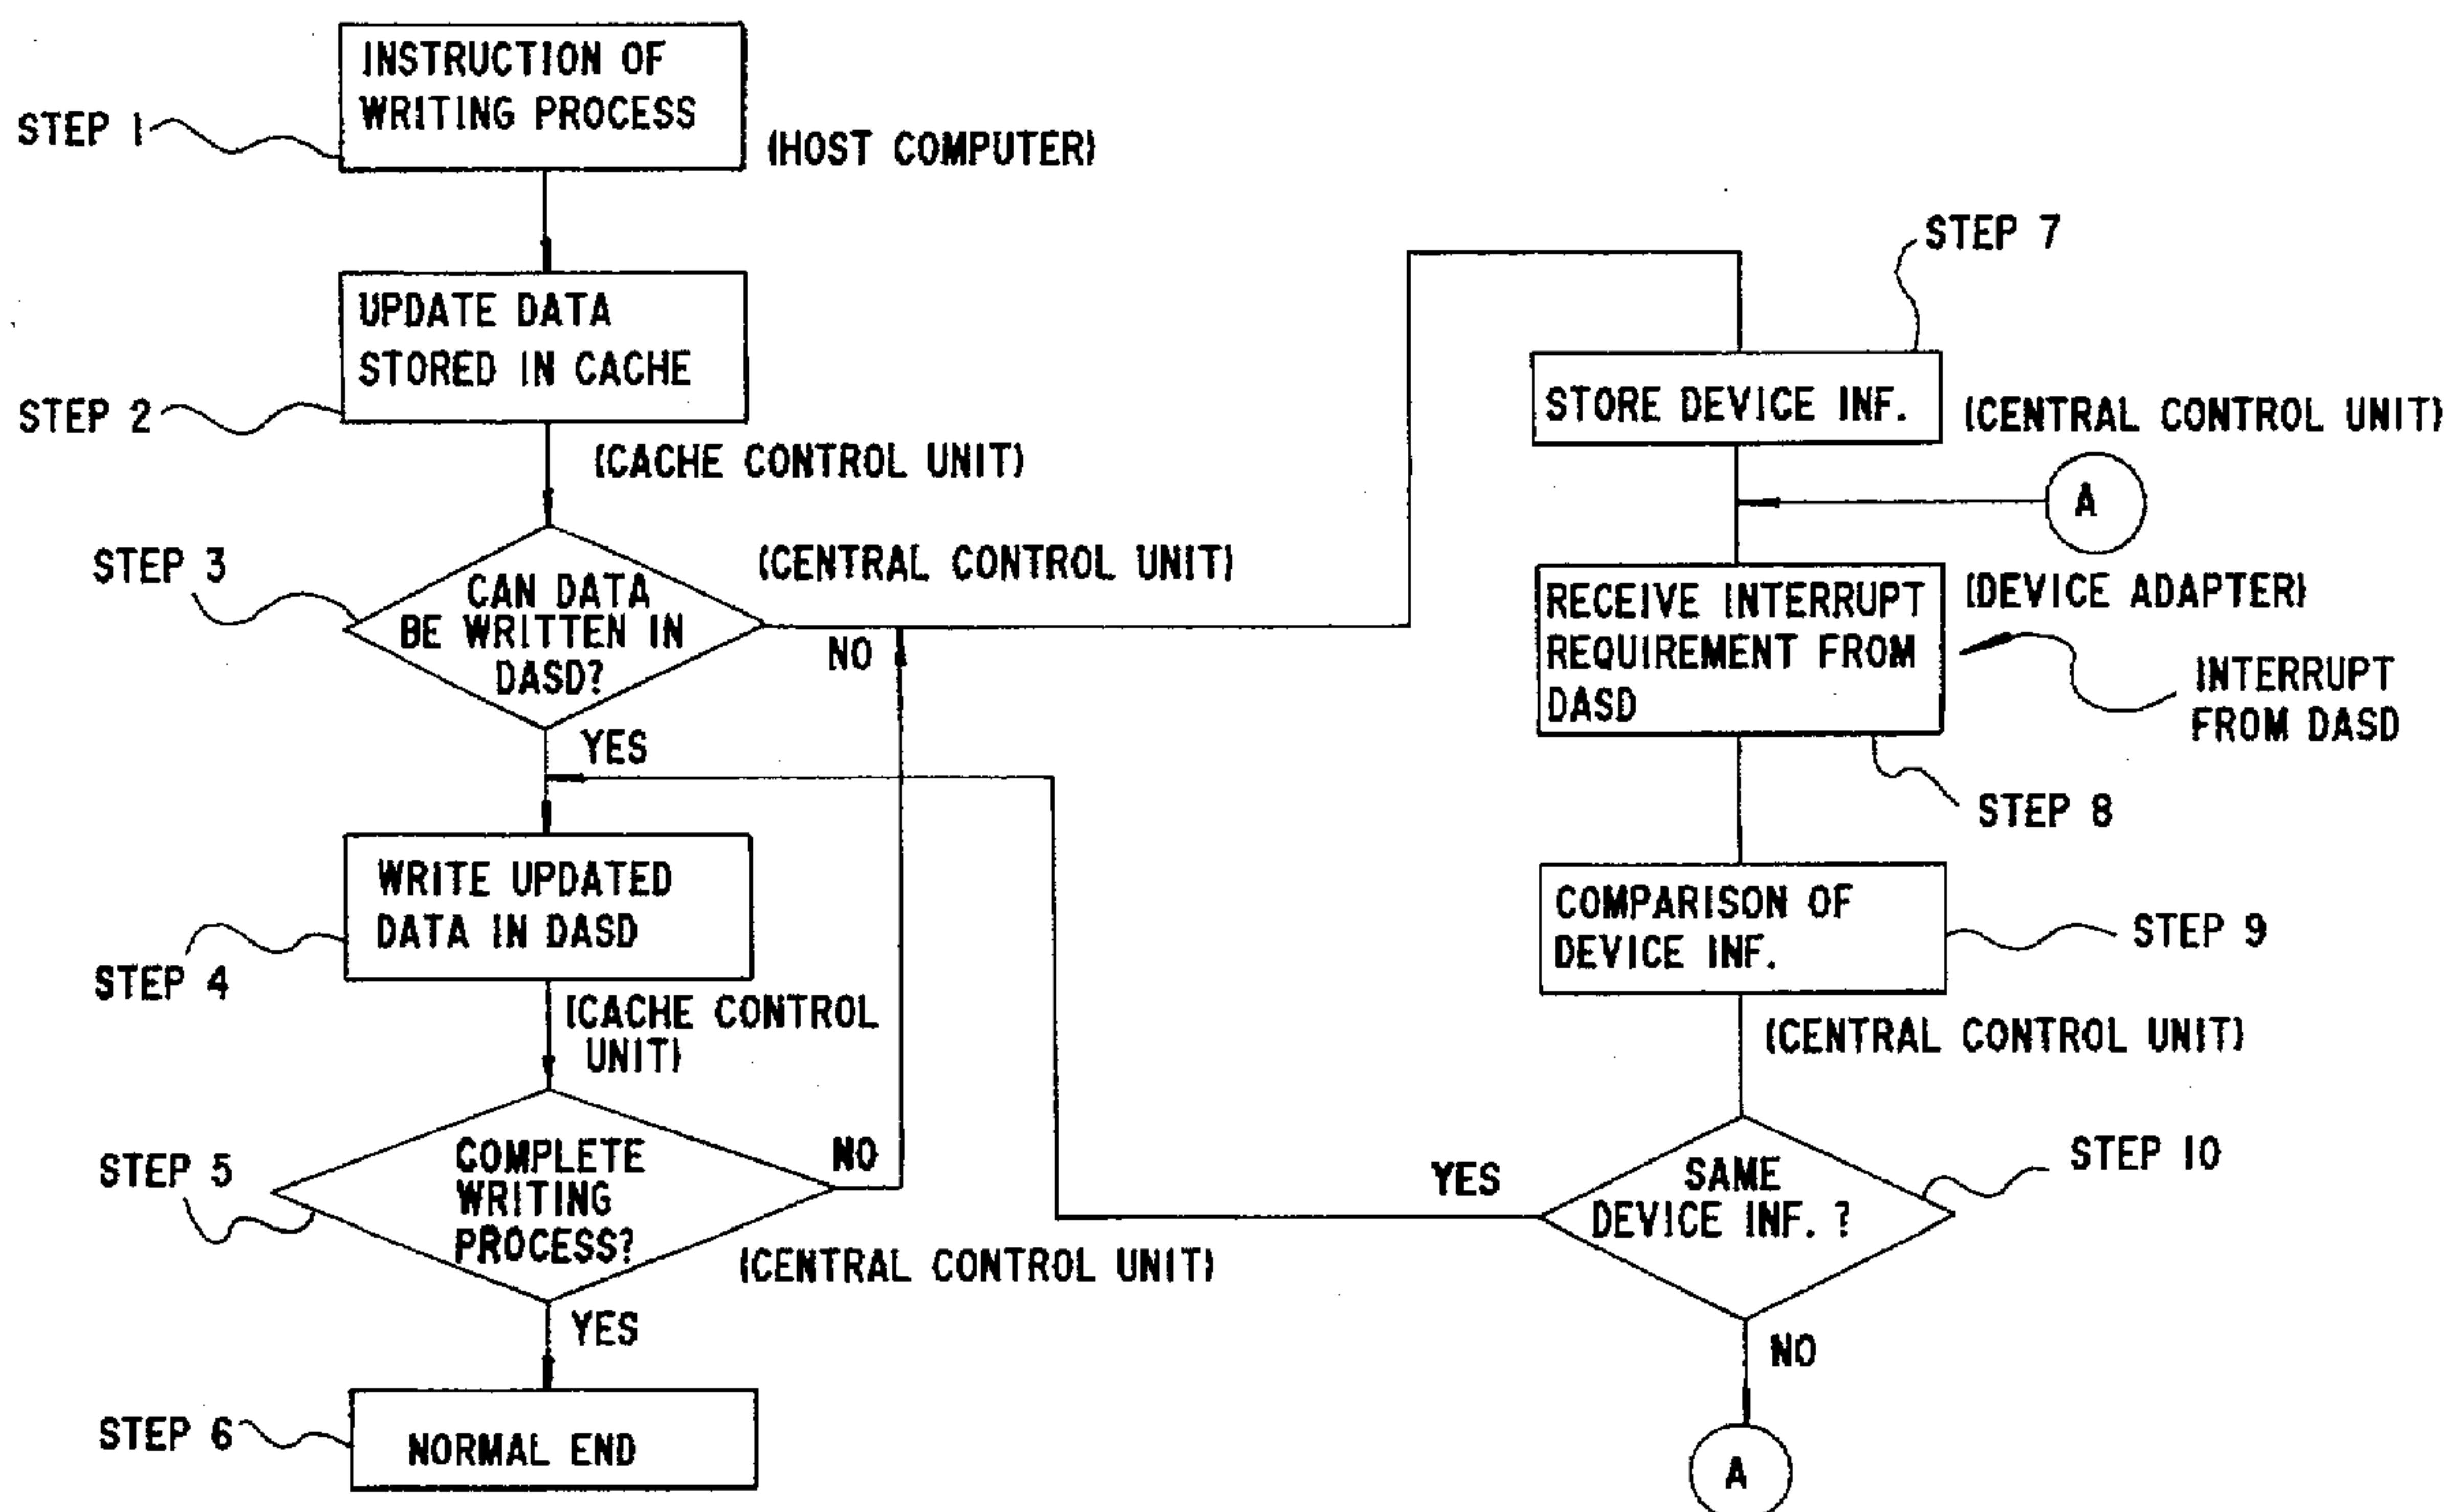 INSTRUCTION OF
WRITING PROCESS
STEP 1
(HOST COMPUTER)
UPDATE DATA
STORED IN CACHE
STEP 2
(CACHE CONTROL UNIT)
STEP 3
CAN DATA
BE WRITTEN IN
DASD?
(CENTRAL CONTROL UNIT)
NO
YES
WRITE UPDATED
DATA IN DASD
STEP 4
(CACHE CONTROL
UNIT)
STEP 5
COMPLETE
WRITING
PROCESS?
NO
(CENTRAL CONTROL UNIT)
YES
STEP 6
NORMAL END
STEP 7
STORE DEVICE INF.
(CENTRAL CONTROL UNIT)
A
RECEIVE INTERRUPT
REQUIREMENT FROM
DASD
(DEVICE ADAPTER)
INTERRUPT
FROM DASD
STEP 8
COMPARISON OF
DEVICE INF.
STEP 9
(CENTRAL CONTROL UNIT)
STEP 10
SAME
DEVICE INF. ?
YES
NO
A